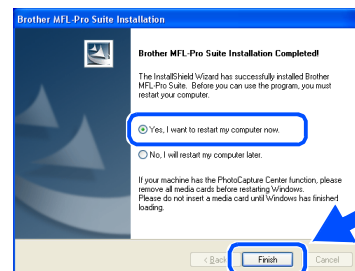 Brother MFL-Pro Suite Installation
Brother MFL-Pro Suite Installation Completed!
The InstallShield Wizard has successfully installed Brother
MFL-Pro Suite. Before you can use the program, you must
restart your computer.
Yes, I want to restart my computer now.
No, I will restart my computer later.
If your machine has the PhotoCapture Center function, please
remove all media cards before restarting Windows.
Please do not insert a media card until Windows has finished
loading.
< Back Finish Cancel